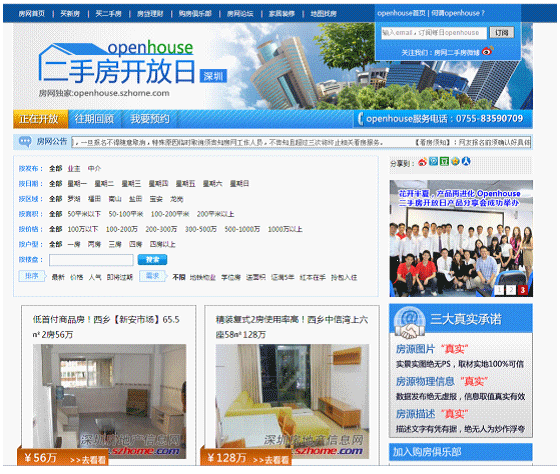 房网首页 | 买新房 | 买二手房 | 房贷理财 | 购房俱乐部 | 房网论坛 | 家居装修 | 地图找房
openhouse首页 | 何谓openhouse ?
openhouse
二手房开放日 深圳
房网独家:openhouse.szhome.com
输入email，订阅每日openhouse 订阅
关注我们：房网二手房微博
正在开放 往期回顾 我要预约
openhouse服务电话：0755-83590709
房网公告
【看房须知】：
分享到：
按发布： 全部 业主 中介
按日期： 全部 星期一 星期二 星期三 星期四 星期五 星期六 星期日
按区域： 全部 罗湖 福田 南山 盐田 宝安 龙岗
按面积： 全部 50平米以下 50-100平米 100-200平米 200平米以上
按价格： 全部 100万以下 100-200万 200-300万 300-500万 500-1000万 1000万以上
按户型： 全部 一房 两房 三房 四房 四房以上
按楼盘： 搜索
排序 最新 价格 人气 即将过期 需求 不限 地铁物业 学位房 送面积 证满5年 红本在手 拎包入住
花开半夏，产品再进化 Openhouse
二手房开放日产品分享会成功举办
1 2 3
低首付商品房！西乡【新安市场】65.5
㎡2房56万
深圳房地产信息网
szhome.com
￥56万 >>去看看
精装复式2房使用率高！西乡中信湾上六
座58㎡128万
深圳房地产信息网
szhome.com
￥128万 >>去看看
三大真实承诺
房源图片 “真实”
实景实图绝无PS，取材实地100%可信
房源物理信息 “真实”
数据发布绝无虚报，信息取值真实有效
房源描述 “真实”
描述文字有凭据，绝无人为炒作浮夸
加入购房俱乐部